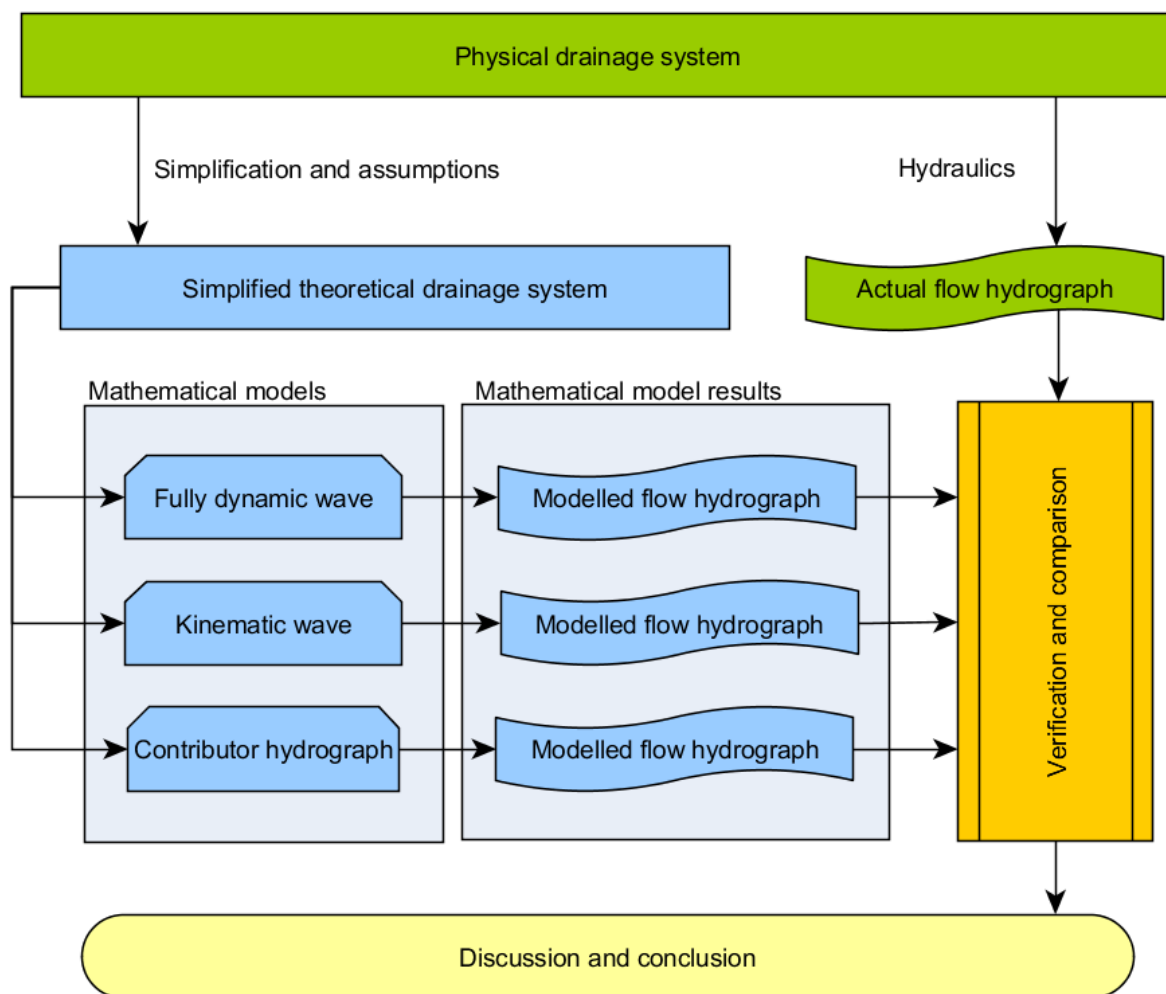 Physical drainage system
Simplification and assumptions
Hydraulics
Simplified theoretical drainage system
Actual flow hydrograph
Mathematical models
Mathematical model results
Fully dynamic wave
Modelled flow hydrograph
Kinematic wave
Modelled flow hydrograph
Contributor hydrograph
Modelled flow hydrograph
Verification and comparison
Discussion and conclusion